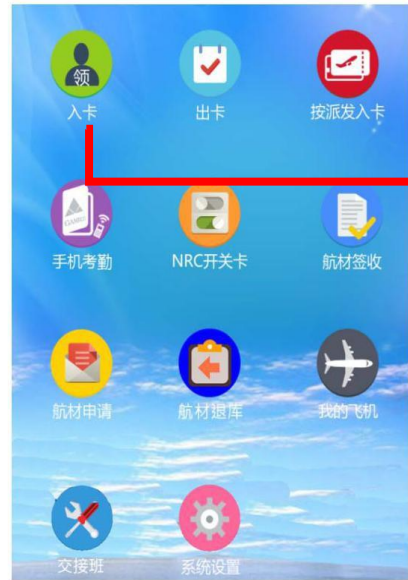 领
入卡 出卡 按派发入卡
GAMECO
手机考勤 NRC开关卡 航材签收
航材申请 航材退库 我的飞机
交接班 系统设置